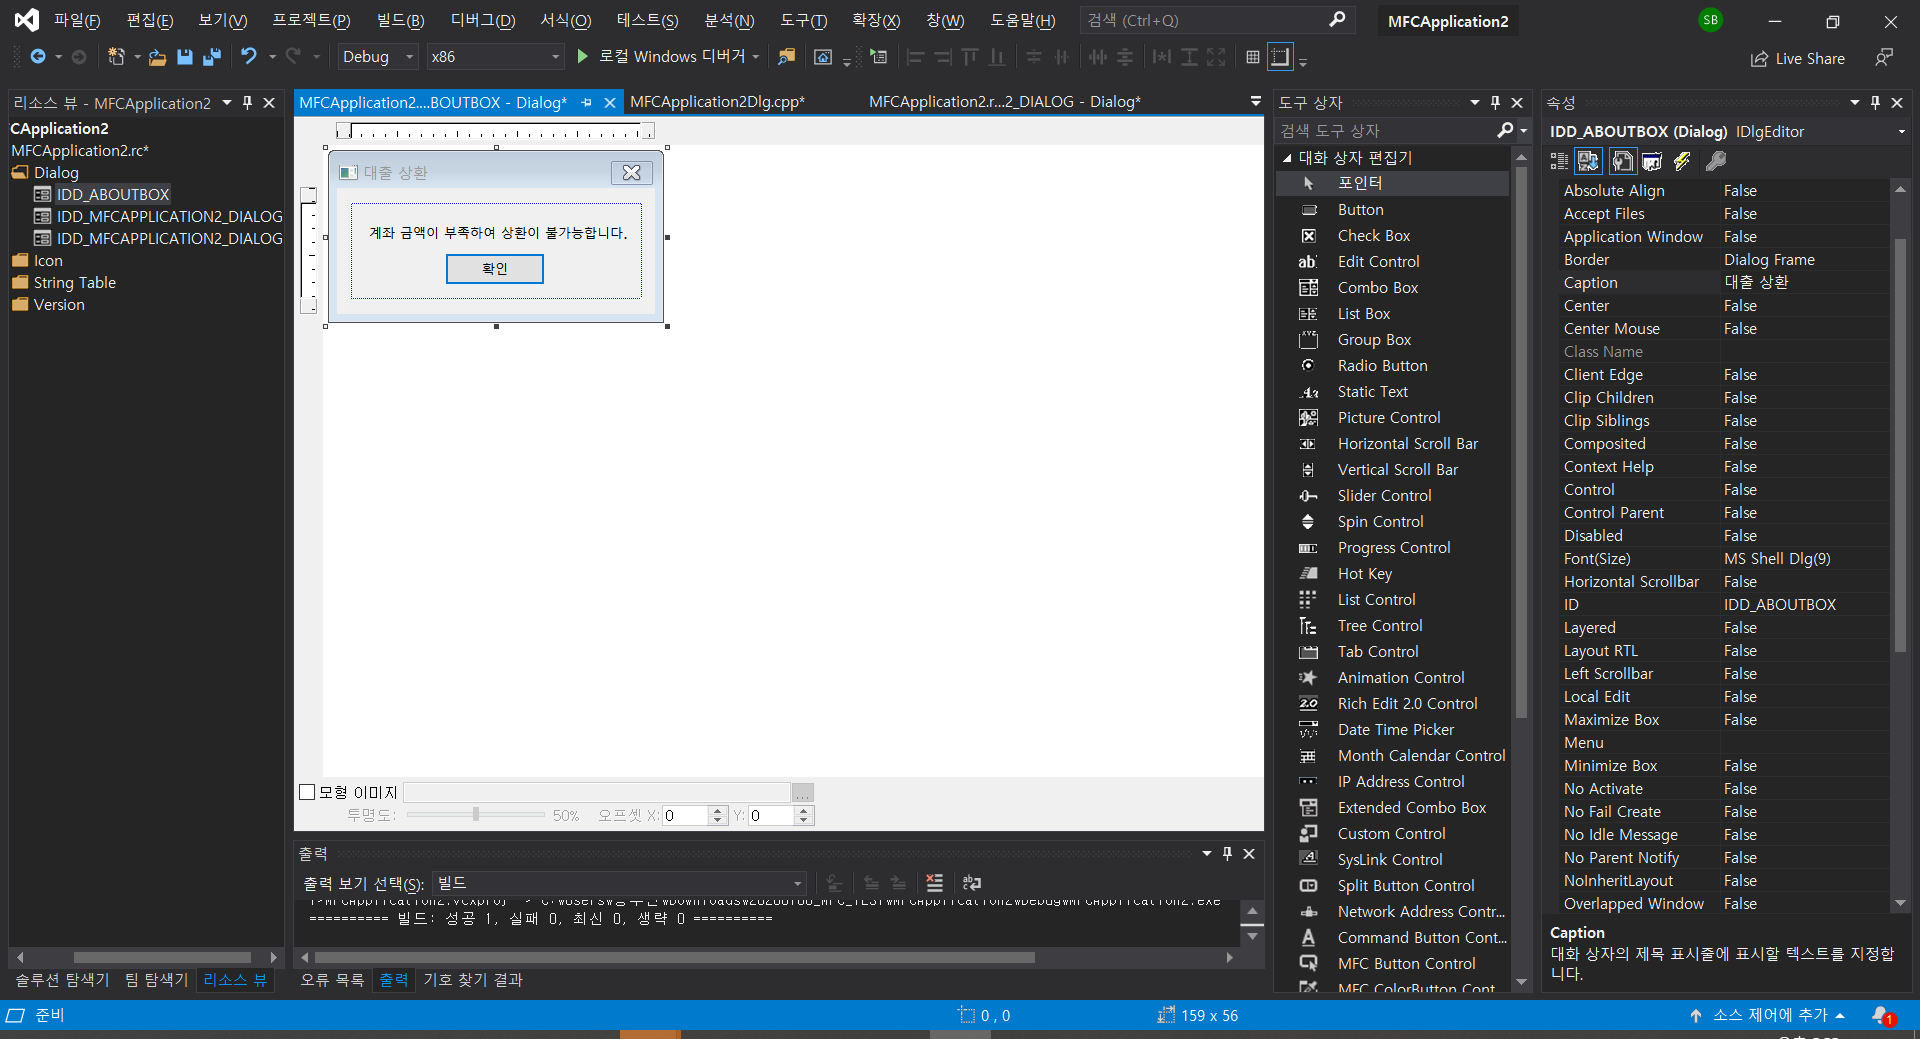 파일(F) 편집(E) 보기(V) 프로젝트(P) 빌드(B) 디버그(D) 서식(O) 테스트(S) 분석(N) 도구(T) 확장(X) 창(W) 도움말(H) 검색 (Ctrl+Q) MFCApplication2 SB
Debug x86 로컬 Windows 디버거 Live Share
리소스 뷰 - MFCApplication2
CApplication2
MFCApplication2.rc*
Dialog
IDD_ABOUTBOX
IDD_MFCAPPLICATION2_DIALOG
IDD_MFCAPPLICATION2_DIALOG
Icon
String Table
Version
솔루션 탐색기 팀 탐색기 리소스 뷰
MFCApplication2....BOUTBOX - Dialog* MFCApplication2Dlg.cpp* MFCApplication2.r...2_DIALOG - Dialog*
대출 상환
계좌 금액이 부족하여 상환이 불가능합니다.
확인
모형 이미지 ...
투명도: 50% 오프셋 X: 0 Y: 0
출력
출력 보기 선택(S): 빌드
========== 빌드: 성공 1, 실패 0, 최신 0, 생략 0 ==========
오류 목록 출력 기호 찾기 결과
도구 상자
검색 도구 상자
대화 상자 편집기
포인터
Button
Check Box
Edit Control
Combo Box
List Box
Group Box
Radio Button
Static Text
Picture Control
Horizontal Scroll Bar
Vertical Scroll Bar
Slider Control
Spin Control
Progress Control
Hot Key
List Control
Tree Control
Tab Control
Animation Control
Rich Edit 2.0 Control
Date Time Picker
Month Calendar Control
IP Address Control
Extended Combo Box
Custom Control
SysLink Control
Split Button Control
Network Address Contr...
Command Button Cont...
MFC Button Control
MFC ColorButton Cont
속성
IDD_ABOUTBOX (Dialog) IDlgEditor
Absolute Align False
Accept Files False
Application Window False
Border Dialog Frame
Caption 대출 상환
Center False
Center Mouse False
Class Name
Client Edge False
Clip Children False
Clip Siblings False
Composited False
Context Help False
Control False
Control Parent False
Disabled False
Font(Size) MS Shell Dlg(9)
Horizontal Scrollbar False
ID IDD_ABOUTBOX
Layered False
Layout RTL False
Left Scrollbar False
Local Edit False
Maximize Box False
Menu
Minimize Box False
No Activate False
No Fail Create False
No Idle Message False
No Parent Notify False
NoInheritLayout False
Overlapped Window False
Caption
대화 상자의 제목 표시줄에 표시할 텍스트를 지정합
니다.
준비 0 , 0 159 x 56 소스 제어에 추가 1